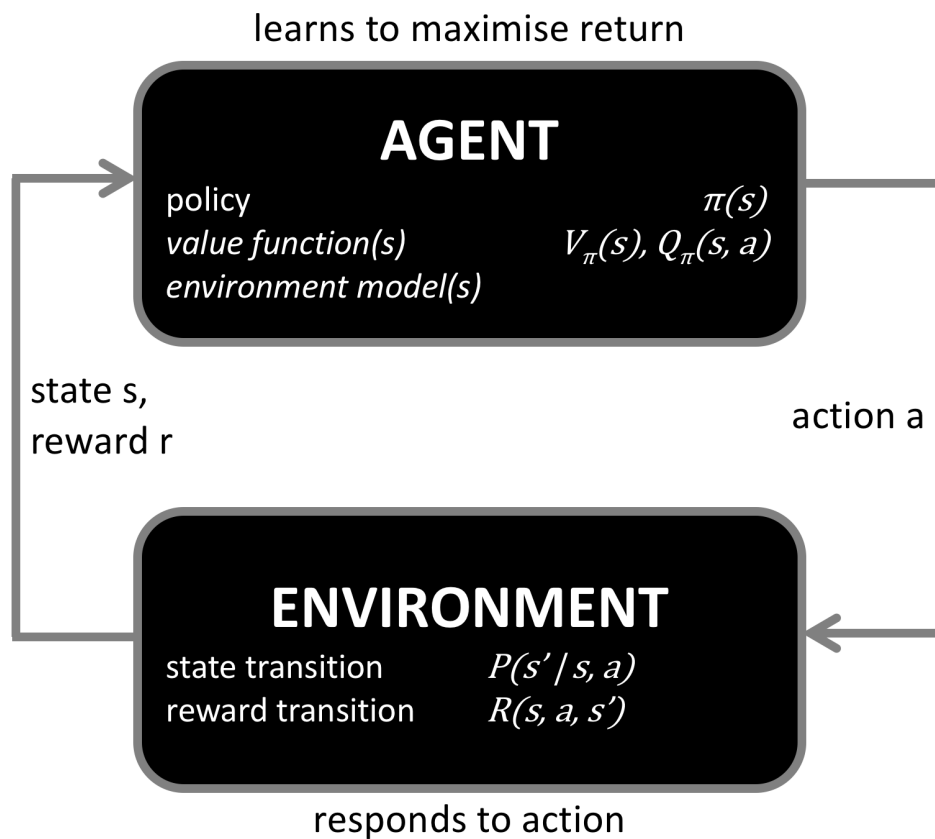 learns to maximise return
AGENT
policy π(s)
value function(s) Vπ(s), Qπ(s, a)
environment model(s)
state s,
reward r
action a
ENVIRONMENT
state transition P(s’ | s, a)
reward transition R(s, a, s’)
responds to action